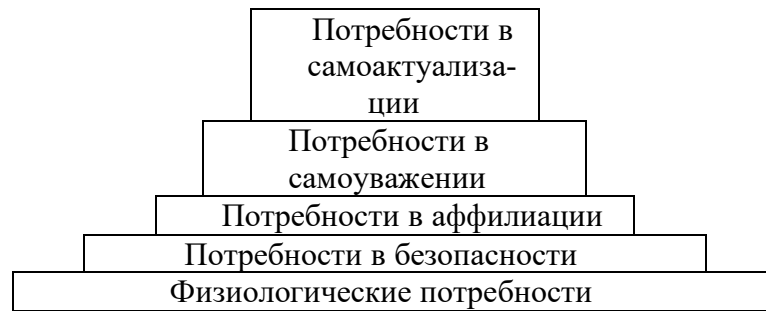 Потребности в
самоактуализа-
ции
Потребности в
самоуважении
Потребности в аффилиации
Потребности в безопасности
Физиологические потребности